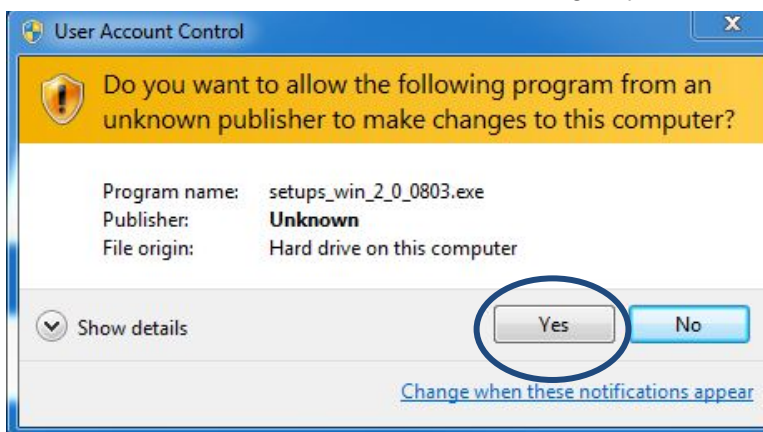 User Account Control
x
Do you want to allow the following program from an
unknown publisher to make changes to this computer?
Program name: setups_win_2_0_0803.exe
Publisher: Unknown
File origin: Hard drive on this computer
Show details Yes No
Change when these notifications appear